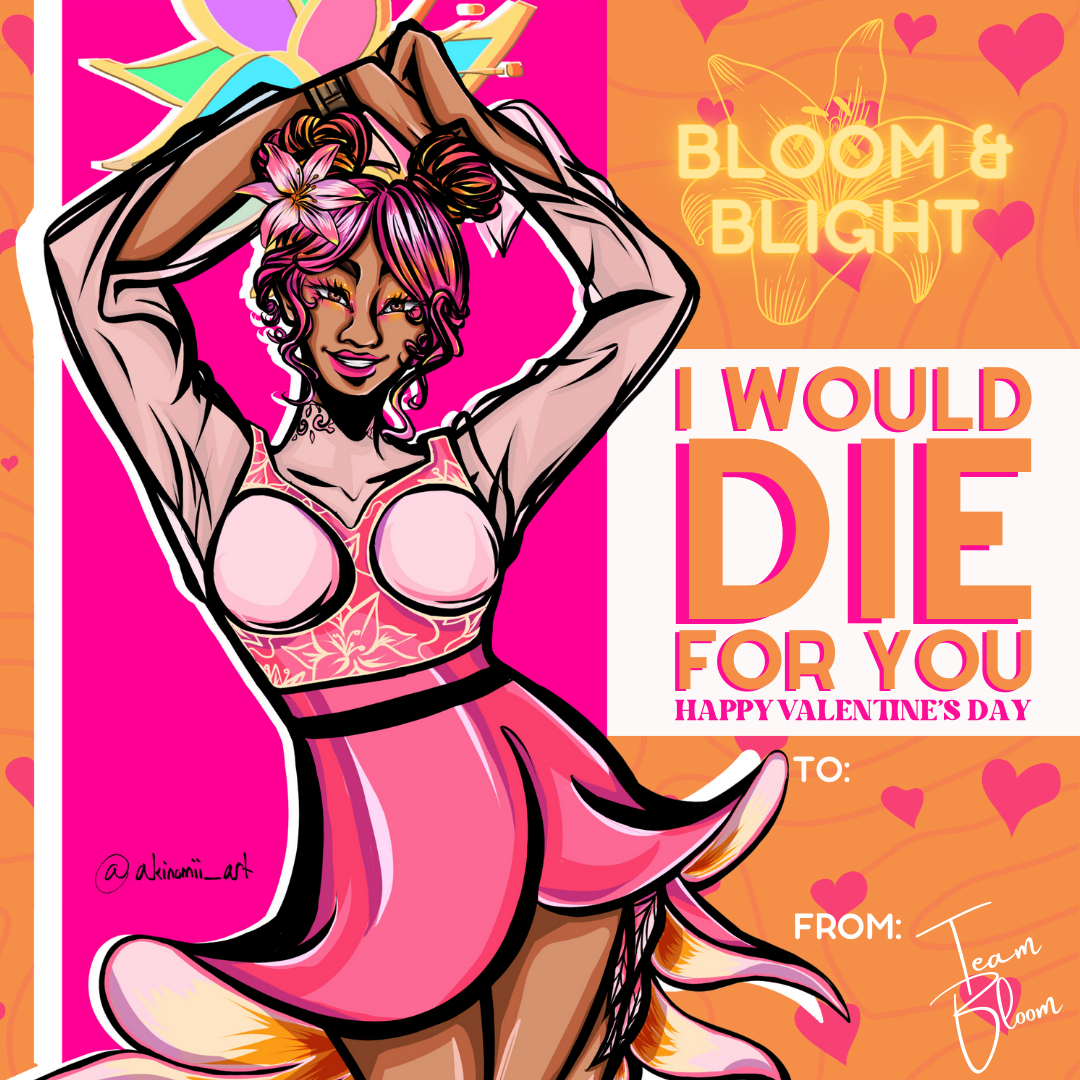 BLOOM &
BLIGHT
I WOULD
DIE
FOR YOU
HAPPY VALENTINE'S DAY
TO:
FROM: Team
Bloom
@akinomii_art